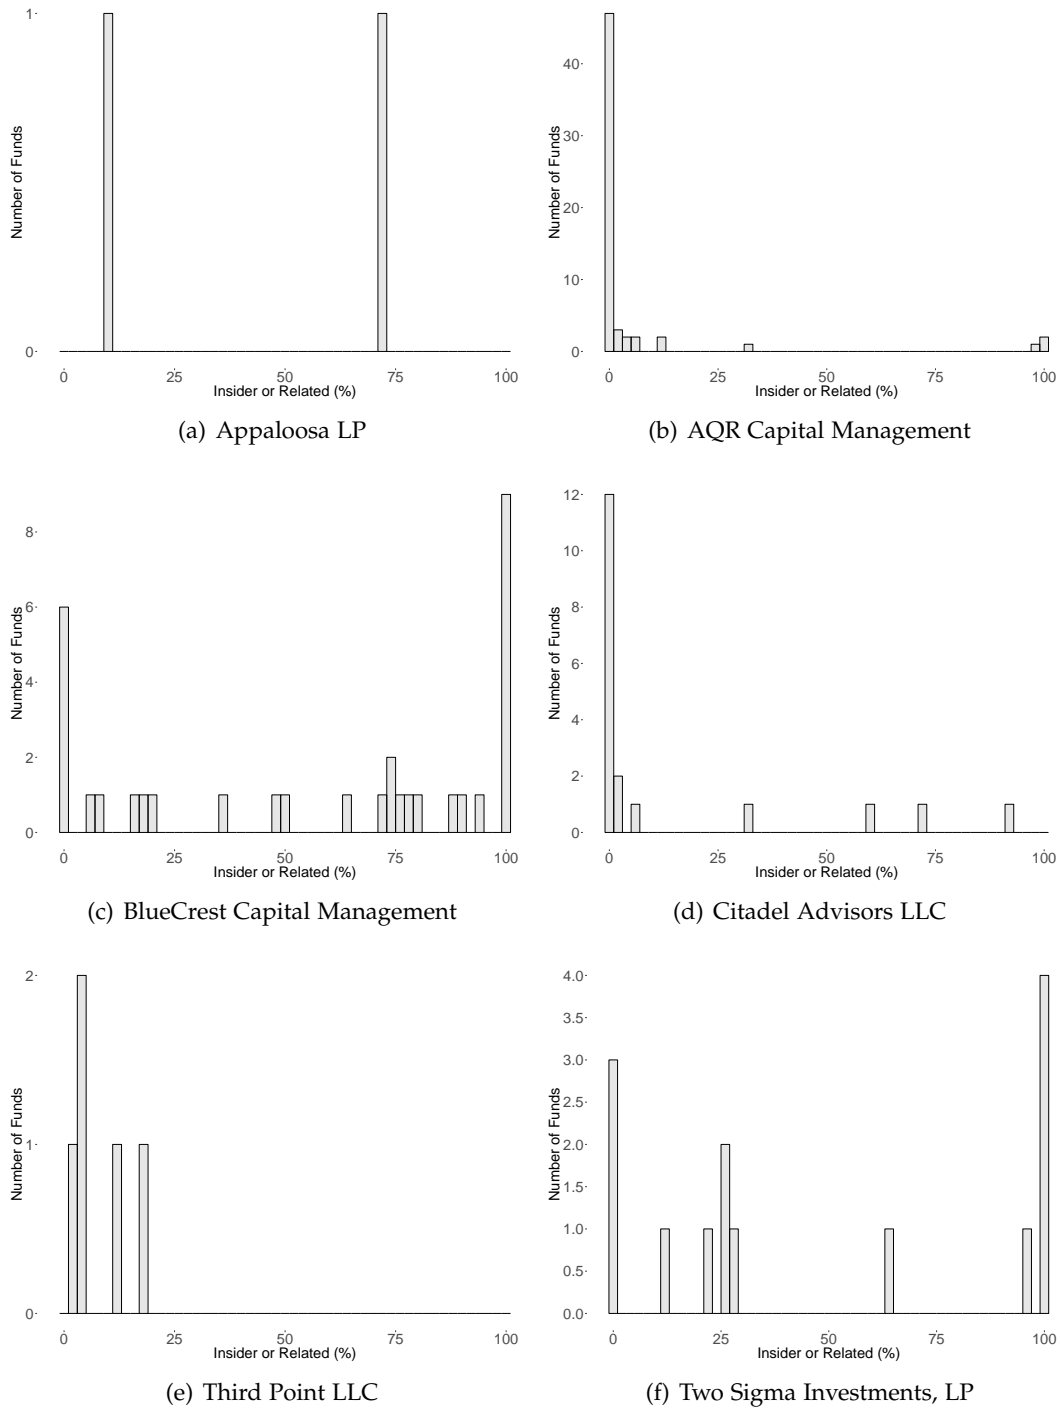 1
0
Number of Funds
0 25 50 75 100
Insider or Related (%)
(a) Appaloosa LP
40
30
20
10
0
Number of Funds
0 25 50 75 100
Insider or Related (%)
(b) AQR Capital Management
8
6
4
2
0
Number of Funds
0 25 50 75 100
Insider or Related (%)
(c) BlueCrest Capital Management
12
10
8
6
4
2
0
Number of Funds
0 25 50 75 100
Insider or Related (%)
(d) Citadel Advisors LLC
2
1
0
Number of Funds
0 25 50 75 100
Insider or Related (%)
(e) Third Point LLC
4.0
3.5
3.0
2.5
2.0
1.5
1.0
0.5
0.0
Number of Funds
0 25 50 75 100
Insider or Related (%)
(f) Two Sigma Investments, LP